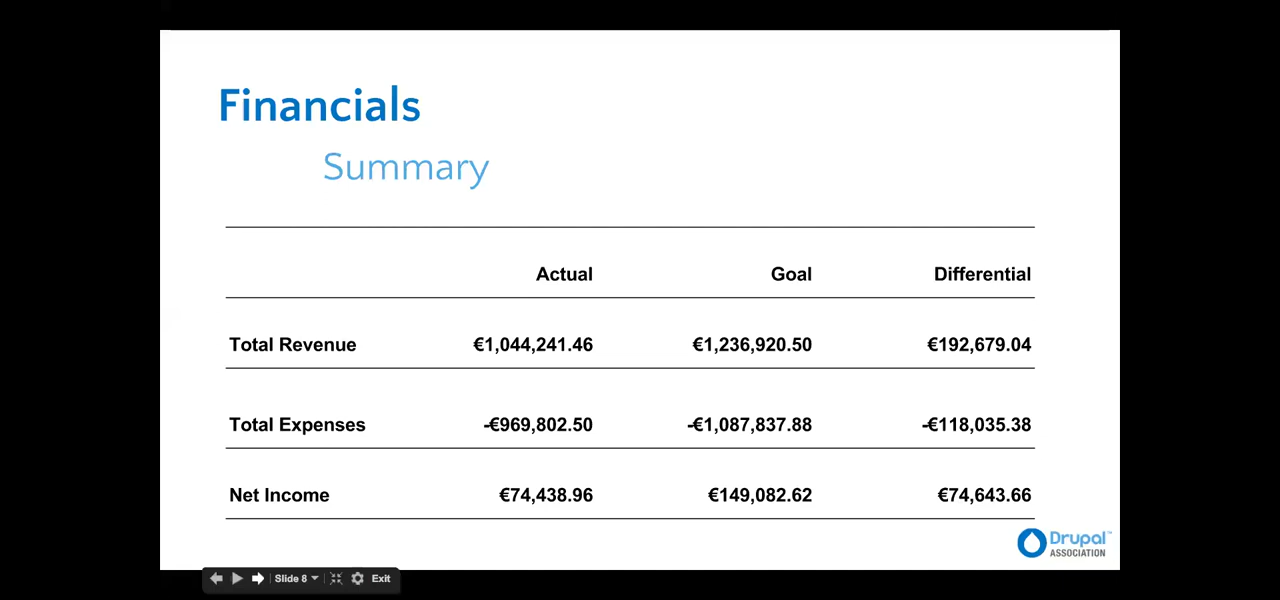 Financials
Summary
Actual Goal Differential
Total Revenue €1,044,241.46 €1,236,920.50 €192,679.04
Total Expenses -€969,802.50 -€1,087,837.88 -€118,035.38
Net Income €74,438.96 €149,082.62 €74,643.66
Drupal™
ASSOCIATION
Slide 8 Exit